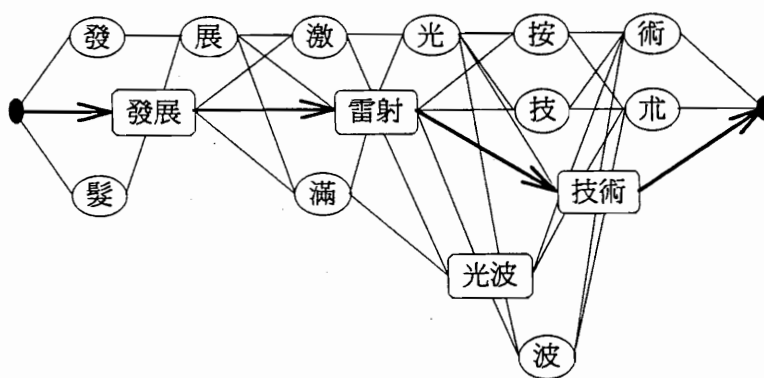 發 展 激 光 按 術
發展 雷射 技 朮
髮 滿 技術
光波
波